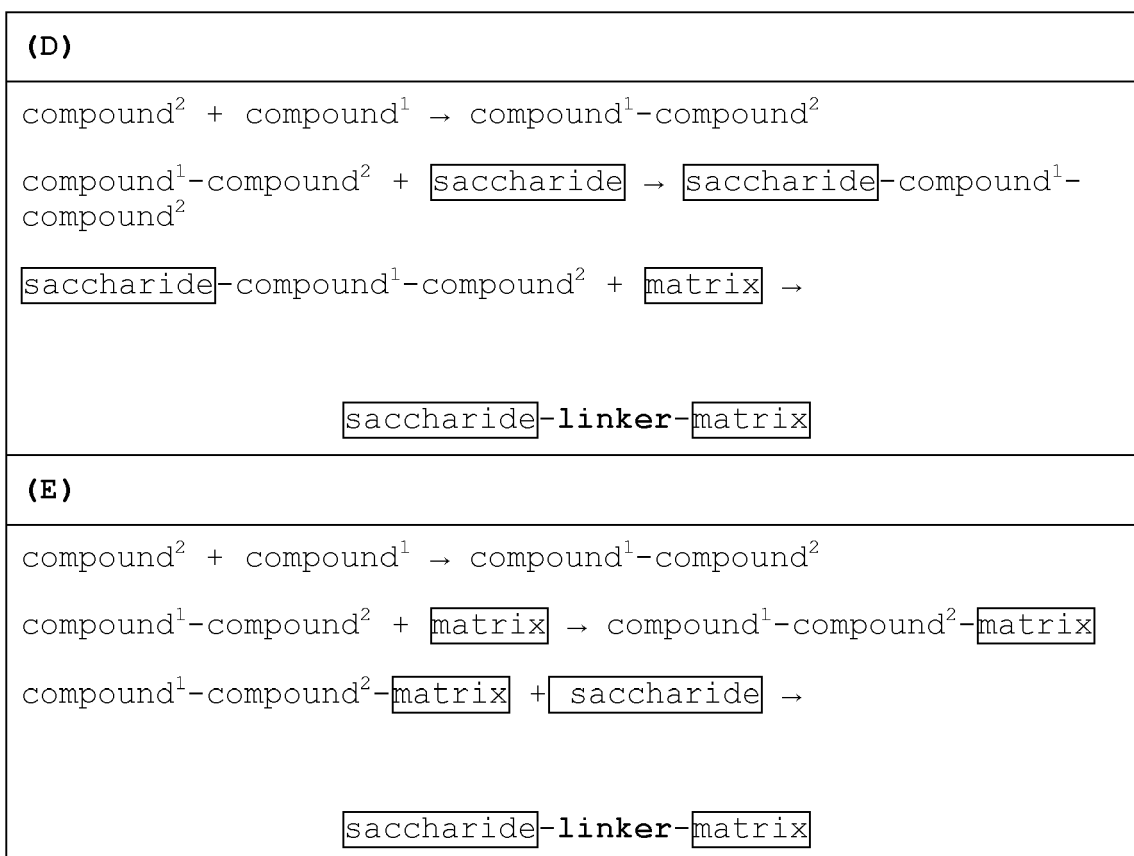 (D)
compound² + compound¹ → compound¹-compound²
compound¹-compound² + saccharide → saccharide-compound¹-
compound²
saccharide-compound¹-compound² + matrix →
saccharide-linker-matrix
(E)
compound² + compound¹ → compound¹-compound²
compound¹-compound² + matrix → compound¹-compound²-matrix
compound¹-compound²-matrix + saccharide →
saccharide-linker-matrix